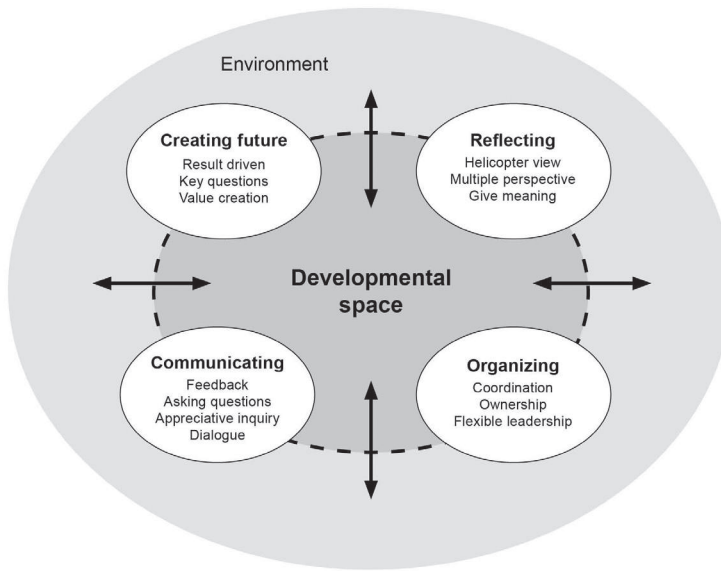 Environment
Creating future
Result driven
Key questions
Value creation
Reflecting
Helicopter view
Multiple perspective
Give meaning
Developmental
space
Communicating
Feedback
Asking questions
Appreciative inquiry
Dialogue
Organizing
Coordination
Ownership
Flexible leadership